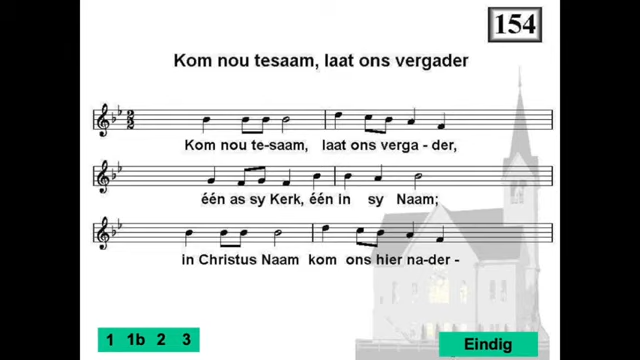 154
Kom nou tesaam, laat ons vergader
Kom nou te-saam, laat ons verga - der,
één as sy Kerk, één in sy Naam;
in Christus Naam kom ons hier na-der -
1 1b 2 3
Eindig